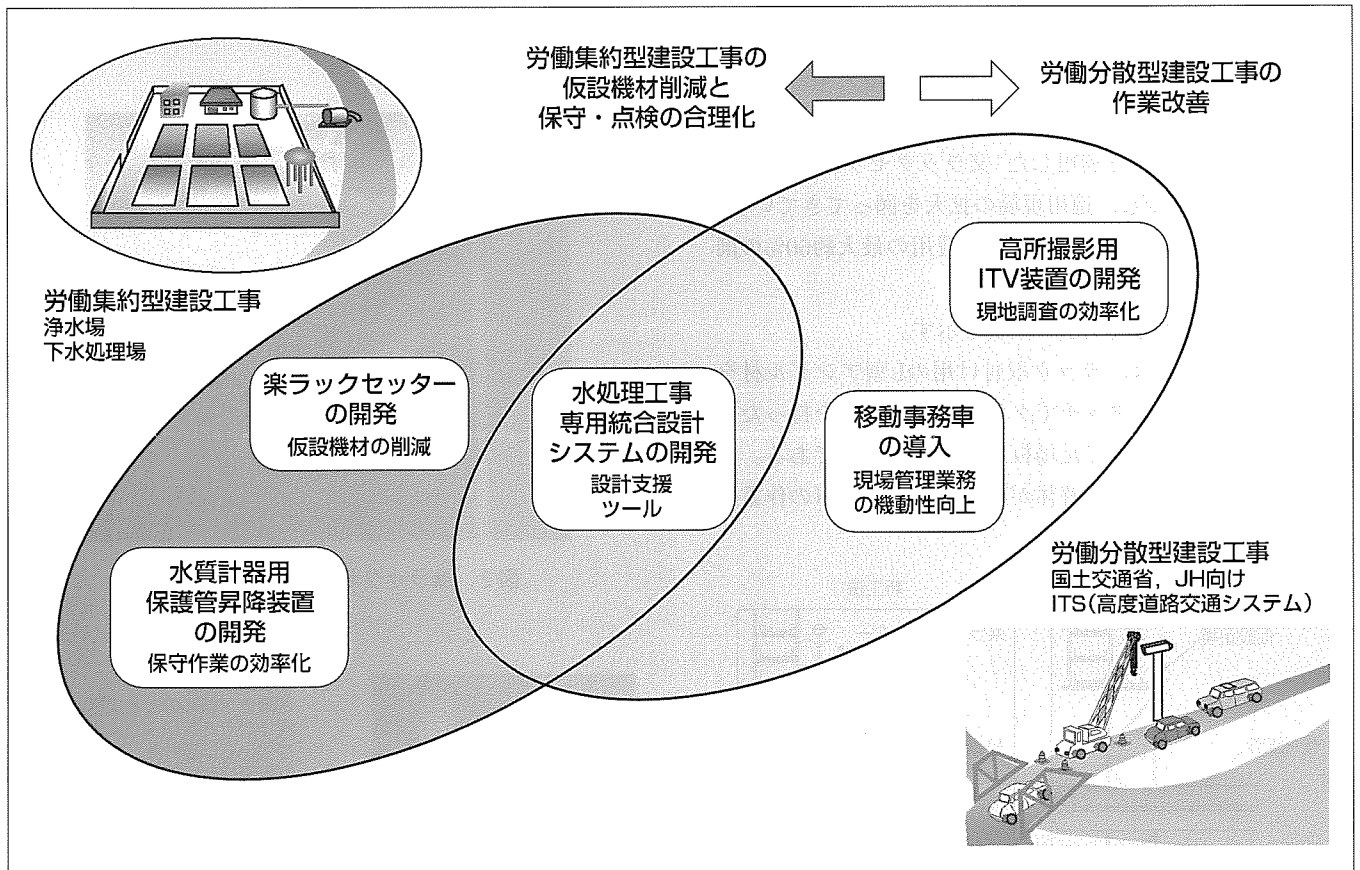 労働集約型建設工事の
仮設機材削減と
保守・点検の合理化
労働分散型建設工事の
作業改善
労働集約型建設工事
浄水場
下水処理場
高所撮影用
ITV装置の開発
現地調査の効率化
楽ラックセッター
の開発
仮設機材の削減
水処理工事
専用統合設計
システムの開発
設計支援
ツール
移動事務車
の導入
現場管理業務
の機動性向上
水質計器用
保護管昇降装置
の開発
保守作業の効率化
労働分散型建設工事
国土交通省，JH向け
ITS(高度道路交通システム)